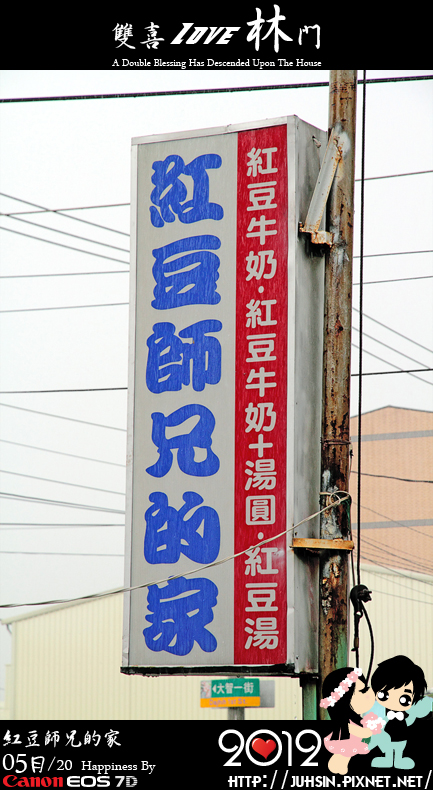 雙喜 LOVE 林門
A Double Blessing Has Descended Upon The House
紅豆師兄的家
紅豆牛奶·紅豆牛奶+湯圓·紅豆湯
大智一街
紅豆師兄的家
05月/20 Happiness By
Canon EOS 7D
2012
HTTP://JUHSIN.PIXNET.NET/